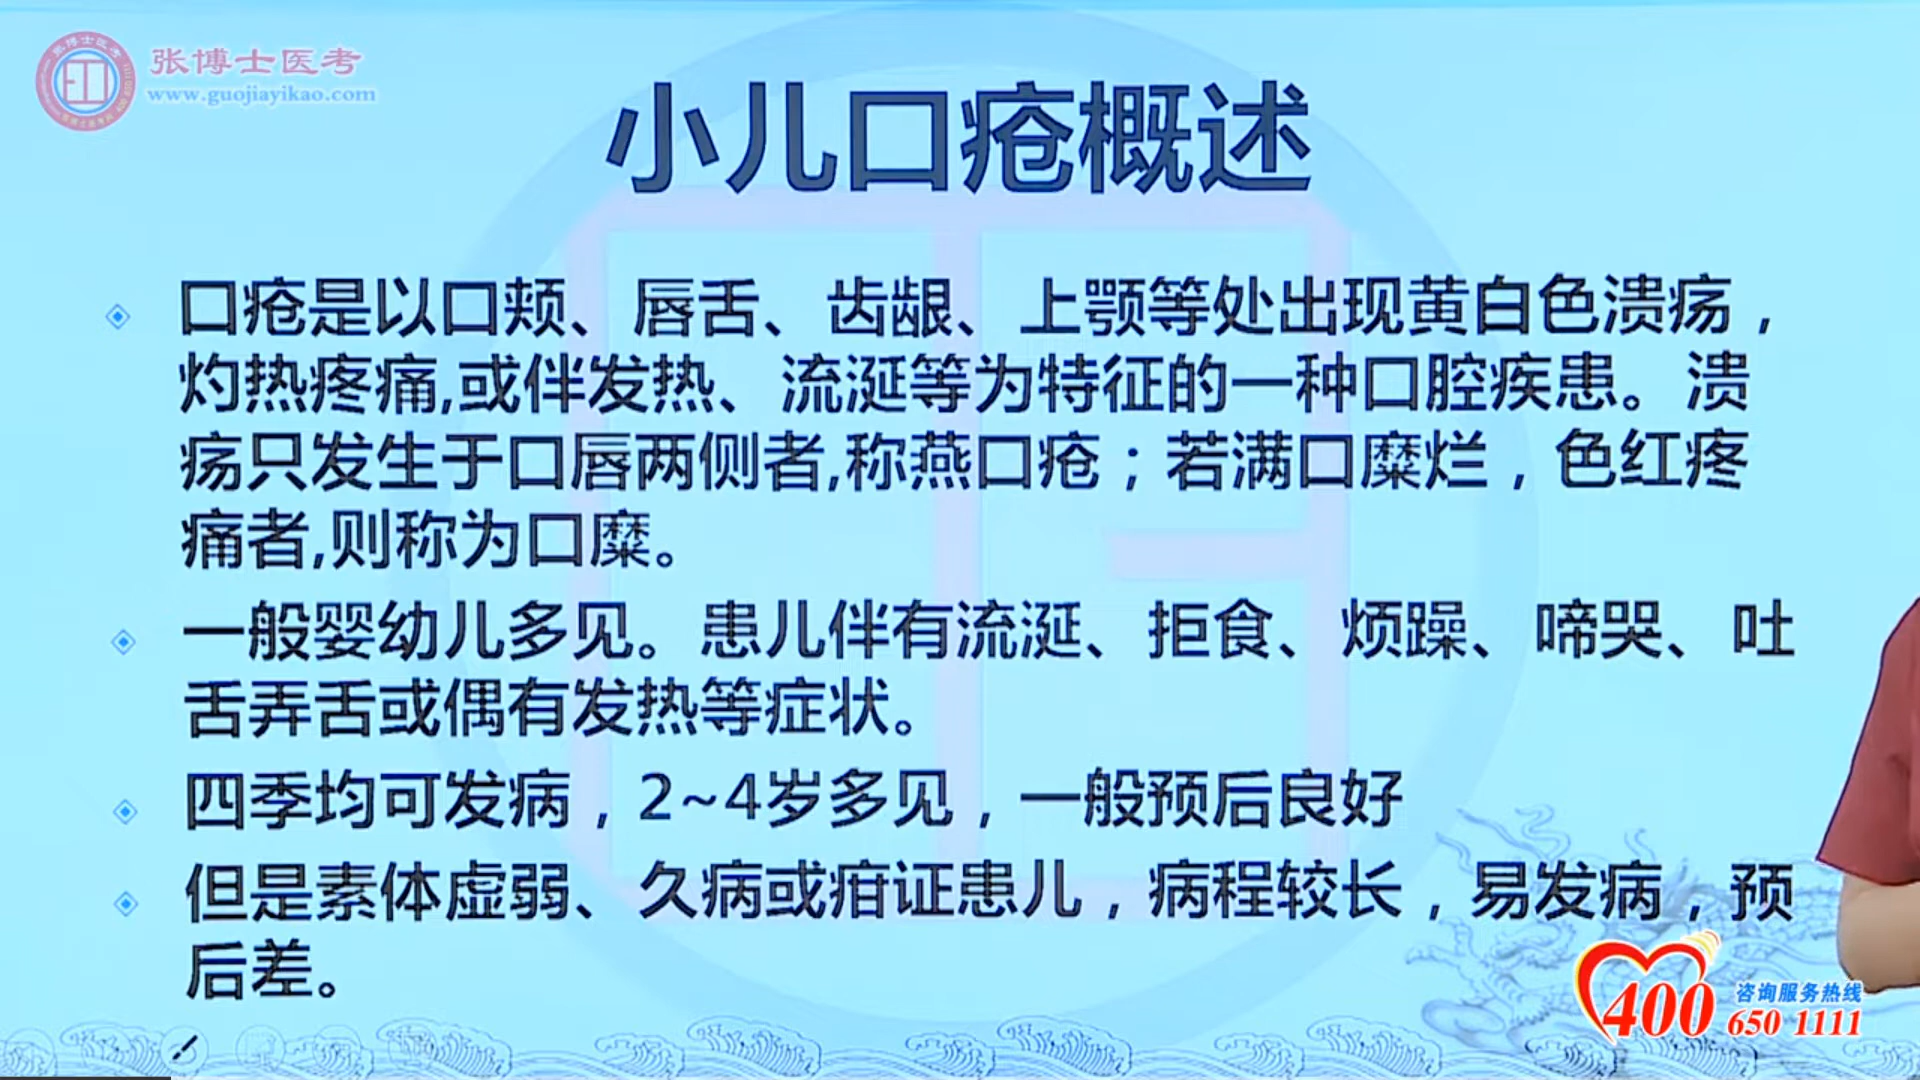 张博士医考
www.guojiayikao.com
小儿口疮概述
口疮是以口颊、唇舌、齿龈、上颚等处出现黄白色溃疡，
灼热疼痛,或伴发热、流涎等为特征的一种口腔疾患。溃
疡只发生于口唇两侧者,称燕口疮；若满口糜烂，色红疼
痛者,则称为口糜。
一般婴幼儿多见。患儿伴有流涎、拒食、烦躁、啼哭、吐
舌弄舌或偶有发热等症状。
四季均可发病，2~4岁多见，一般预后良好
但是素体虚弱、久病或疳证患儿，病程较长，易发病，预
后差。
400 咨询服务热线
650 1111